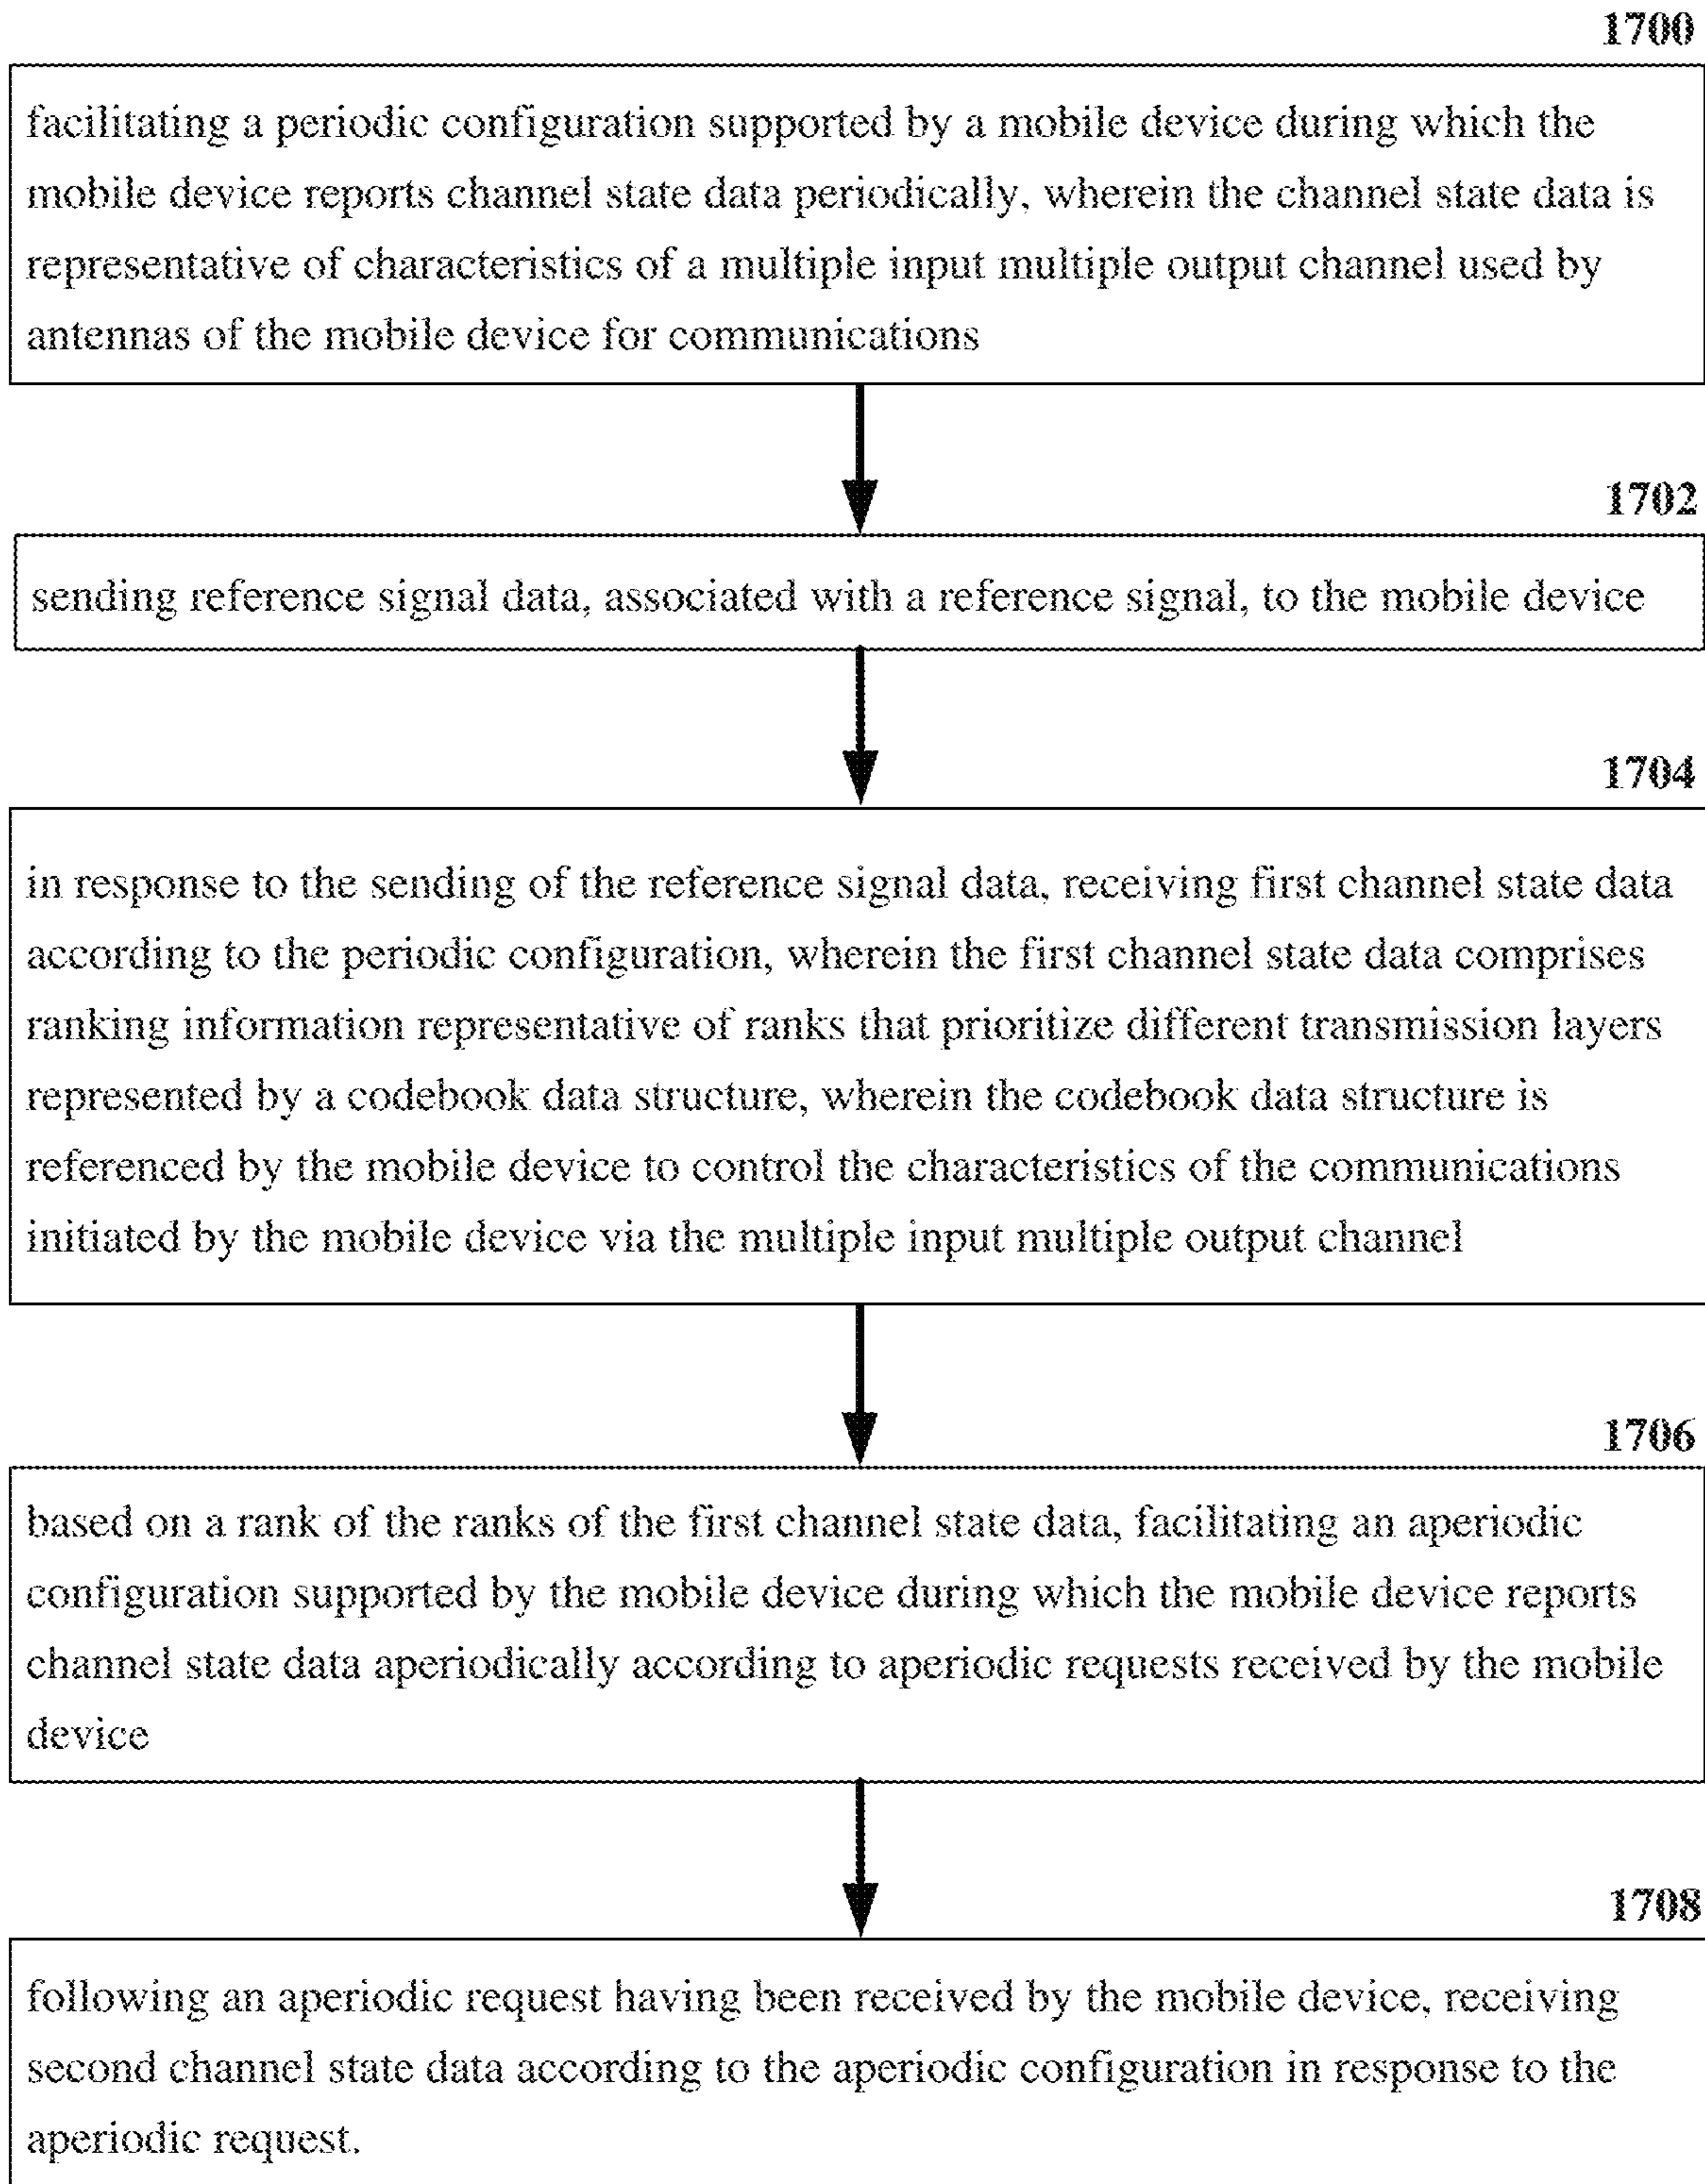 1700
facilitating a periodic configuration supported by a mobile device during which the
mobile device reports channel state data periodically, wherein the channel state data is
representative of characteristics of a multiple input multiple output channel used by
antennas of the mobile device for communications
1702
sending reference signal data, associated with a reference signal, to the mobile device
1704
in response to the sending of the reference signal data, receiving first channel state data
according to the periodic configuration, wherein the first channel state data comprises
ranking information representative of ranks that prioritize different transmission layers
represented by a codebook data structure, wherein the codebook data structure is
referenced by the mobile device to control the characteristics of the communications
initiated by the mobile device via the multiple input multiple output channel
1706
based on a rank of the ranks of the first channel state data, facilitating an aperiodic
configuration supported by the mobile device during which the mobile device reports
channel state data aperiodically according to aperiodic requests received by the mobile
device
1708
following an aperiodic request having been received by the mobile device, receiving
second channel state data according to the aperiodic configuration in response to the
aperiodic request.